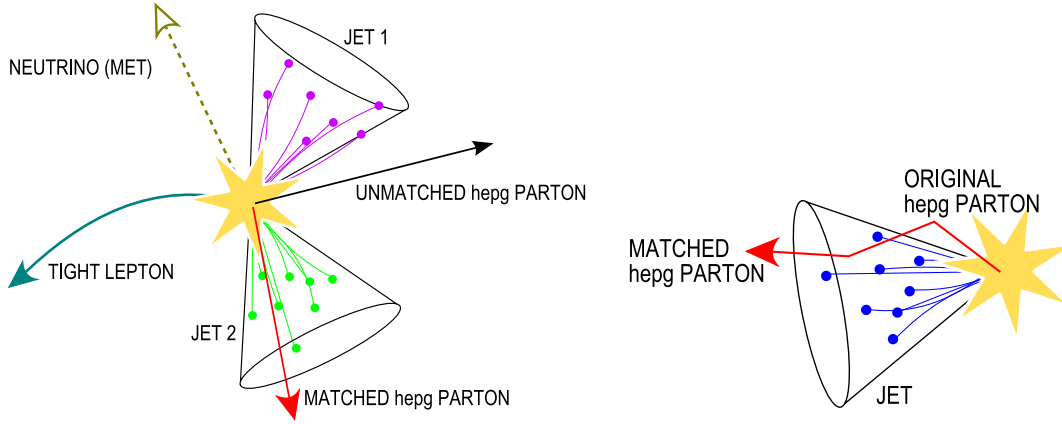 JET 1
NEUTRINO (MET)
UNMATCHED hepg PARTON
TIGHT LEPTON
JET 2
MATCHED hepg PARTON
ORIGINAL
hepg PARTON
MATCHED
hepg PARTON
JET